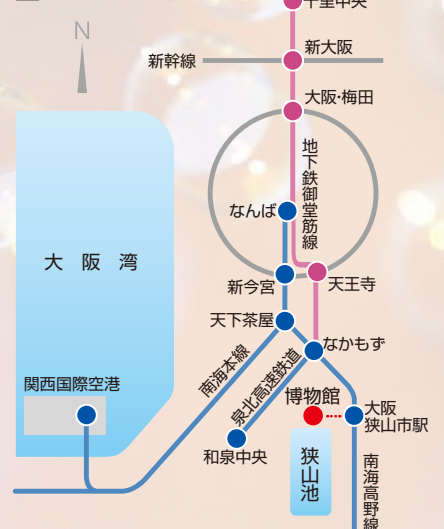 千里中央
N
新幹線
新大阪
大阪・梅田
地下鉄御堂筋線
なんば
大阪湾
新今宮
天王寺
天下茶屋
なかもず
関西国際空港
南海本線
泉北高速鉄道
博物館
大阪
狭山市駅
和泉中央
狭山池
南海高野線